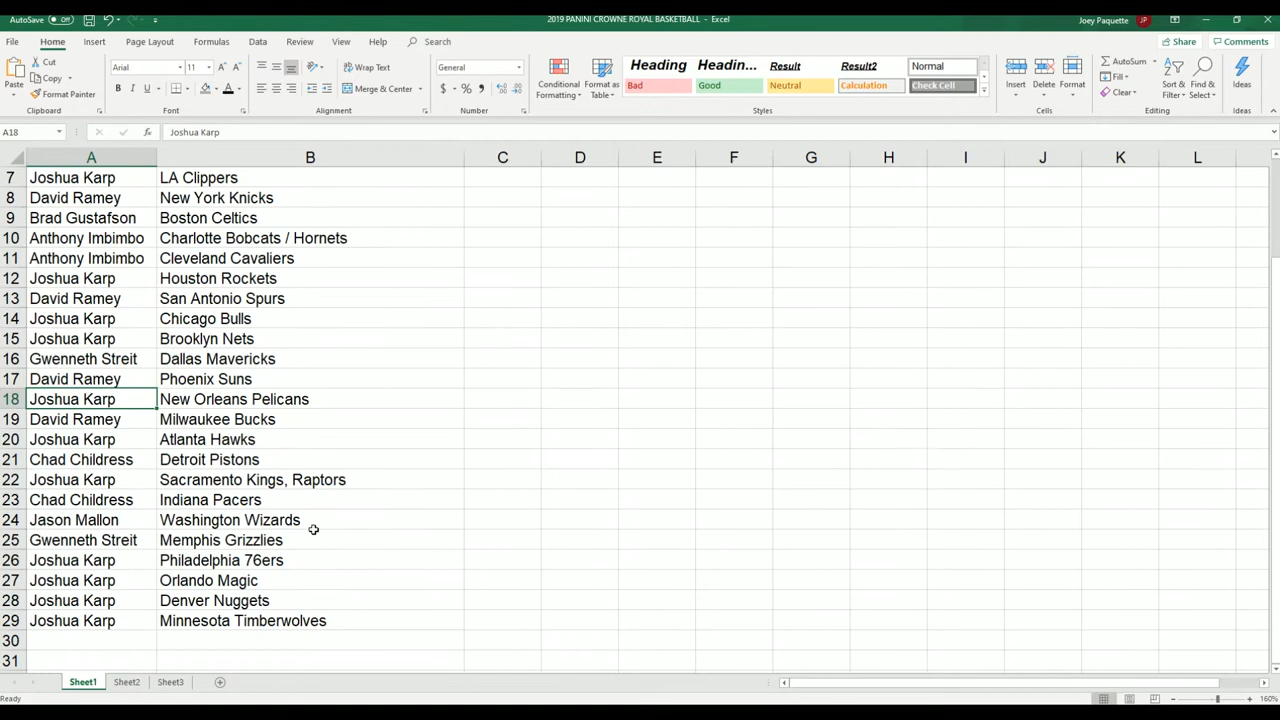 AutoSave Off 2019 PANINI CROWNE ROYAL BASKETBALL - Excel Joey Paquette JP
File Home Insert Page Layout Formulas Data Review View Help Search Share Comments
Paste Cut Copy Format Painter Clipboard
Arial 11 B I U Font
Wrap Text Merge & Center Alignment
General $ % Number
Conditional Formatting Format as Table
Heading Headin... Result Result2 Normal
Bad Good Neutral Calculation Check Cell
Styles
Insert Delete Format Cells
AutoSum Fill Clear Sort & Filter Find & Select Editing
Ideas Ideas
A18 fx Joshua Karp
A B C D E F G H I J K L
7 Joshua Karp LA Clippers
8 David Ramey New York Knicks
9 Brad Gustafson Boston Celtics
10 Anthony Imbimbo Charlotte Bobcats / Hornets
11 Anthony Imbimbo Cleveland Cavaliers
12 Joshua Karp Houston Rockets
13 David Ramey San Antonio Spurs
14 Joshua Karp Chicago Bulls
15 Joshua Karp Brooklyn Nets
16 Gwenneth Streit Dallas Mavericks
17 David Ramey Phoenix Suns
18 Joshua Karp New Orleans Pelicans
19 David Ramey Milwaukee Bucks
20 Joshua Karp Atlanta Hawks
21 Chad Childress Detroit Pistons
22 Joshua Karp Sacramento Kings, Raptors
23 Chad Childress Indiana Pacers
24 Jason Mallon Washington Wizards
25 Gwenneth Streit Memphis Grizzlies
26 Joshua Karp Philadelphia 76ers
27 Joshua Karp Orlando Magic
28 Joshua Karp Denver Nuggets
29 Joshua Karp Minnesota Timberwolves
30
31
Sheet1 Sheet2 Sheet3
Ready 160%